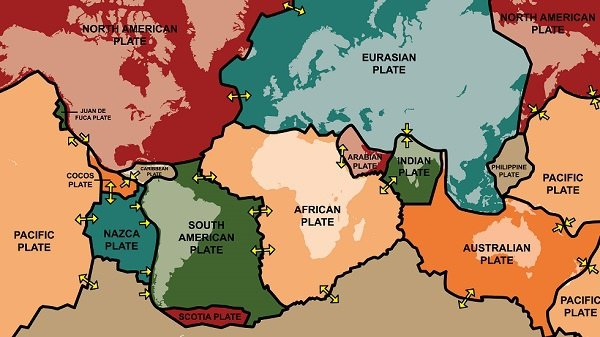 NORTH AMERICAN
PLATE
NORTH AMERICAN
PLATE
EURASIAN
PLATE
JUAN DE
FUCA PLATE
CARIBBEAN
PLATE
COCOS
PLATE
ARABIAN
PLATE
INDIAN
PLATE
PHILIPPINE
PLATE
PACIFIC
PLATE
PACIFIC
PLATE
NAZCA
PLATE
SOUTH
AMERICAN
PLATE
AFRICAN
PLATE
AUSTRALIAN
PLATE
PACIFIC
PLATE
SCOTIA PLATE